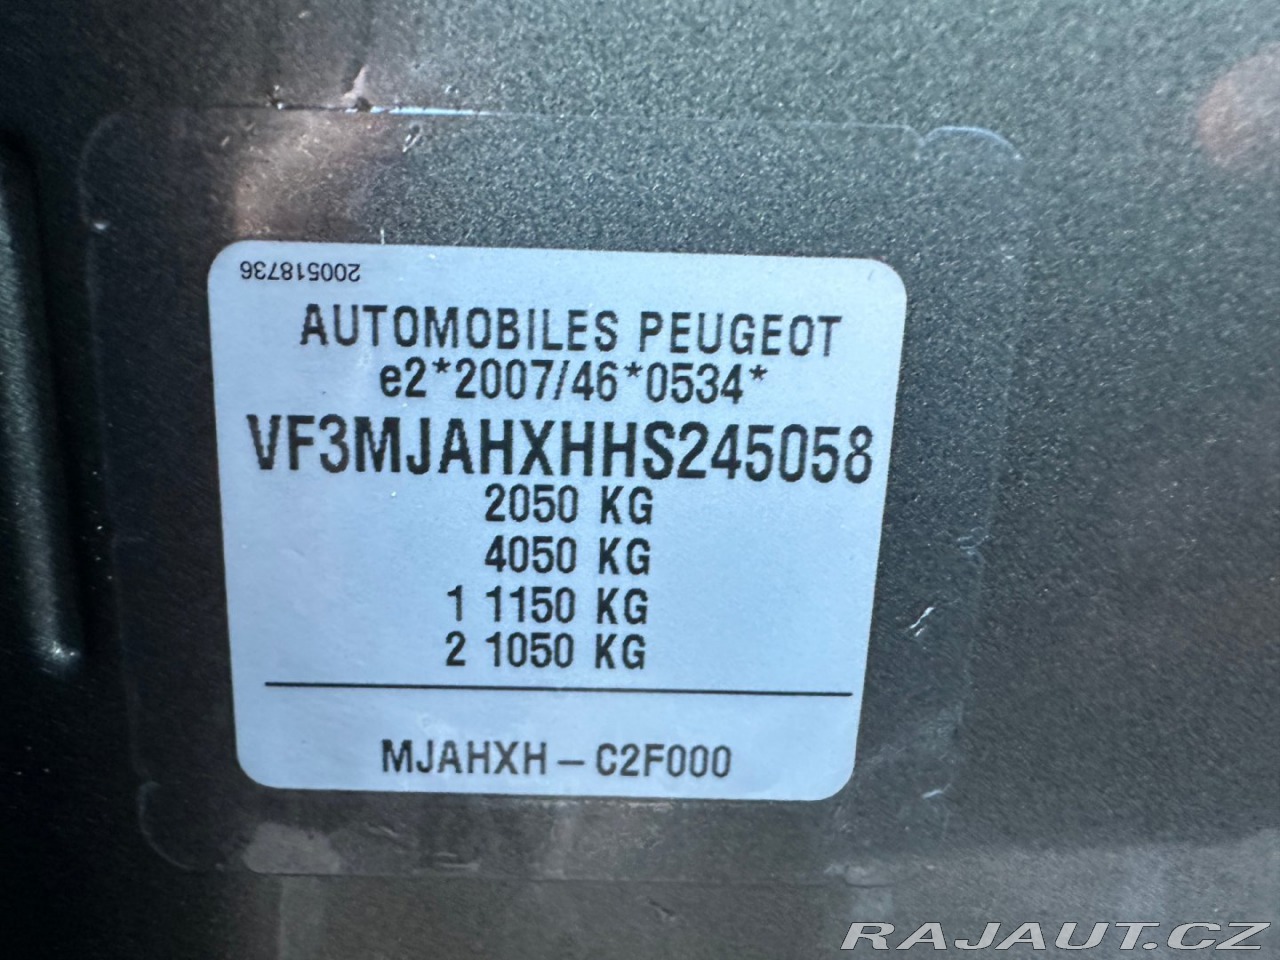 200518736
AUTOMOBILES PEUGEOT
e2*2007/46*0534*
VF3MJAHXHHS245058
2050 KG
4050 KG
1 1150 KG
2 1050 KG
MJAHXH – C2F000
RAJAUT.CZ